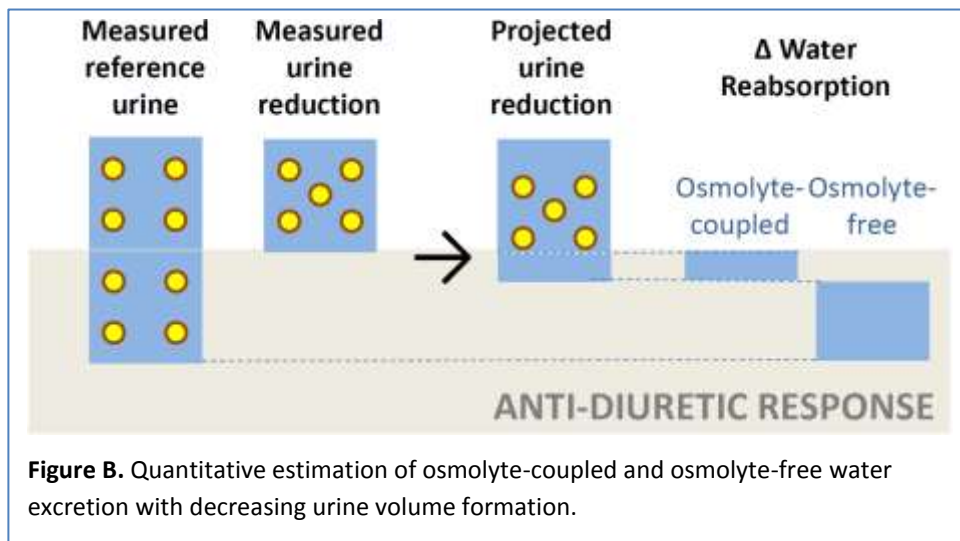 Measured
reference
urine
Measured
urine
reduction
Projected
urine
reduction
Δ Water
Reabsorption
Osmolyte-
coupled
Osmolyte-
free
ANTI-DIURETIC RESPONSE
Figure B. Quantitative estimation of osmolyte-coupled and osmolyte-free water
excretion with decreasing urine volume formation.